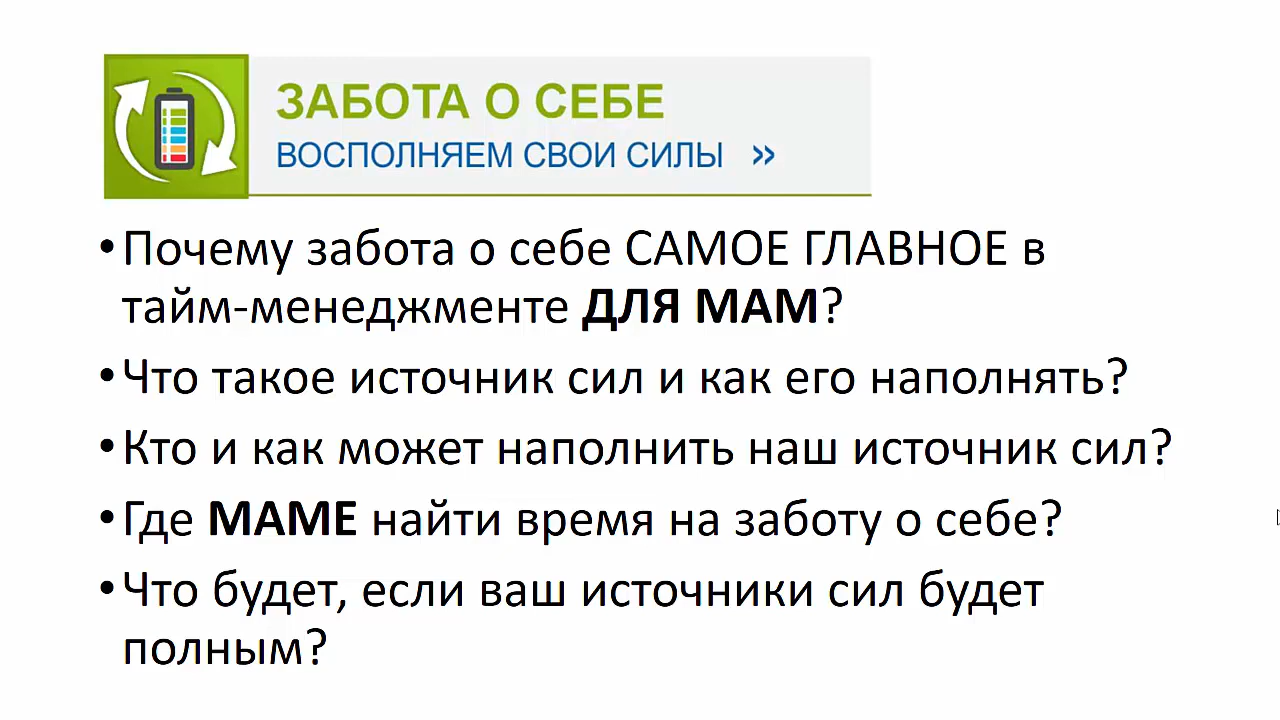 ЗАБОТА О СЕБЕ
ВОСПОЛНЯЕМ СВОИ СИЛЫ »
•Почему забота о себе САМОЕ ГЛАВНОЕ в
тайм-менеджменте ДЛЯ МАМ?
•Что такое источник сил и как его наполнять?
•Кто и как может наполнить наш источник сил?
•Где МАМЕ найти время на заботу о себе?
•Что будет, если ваш источники сил будет
полным?